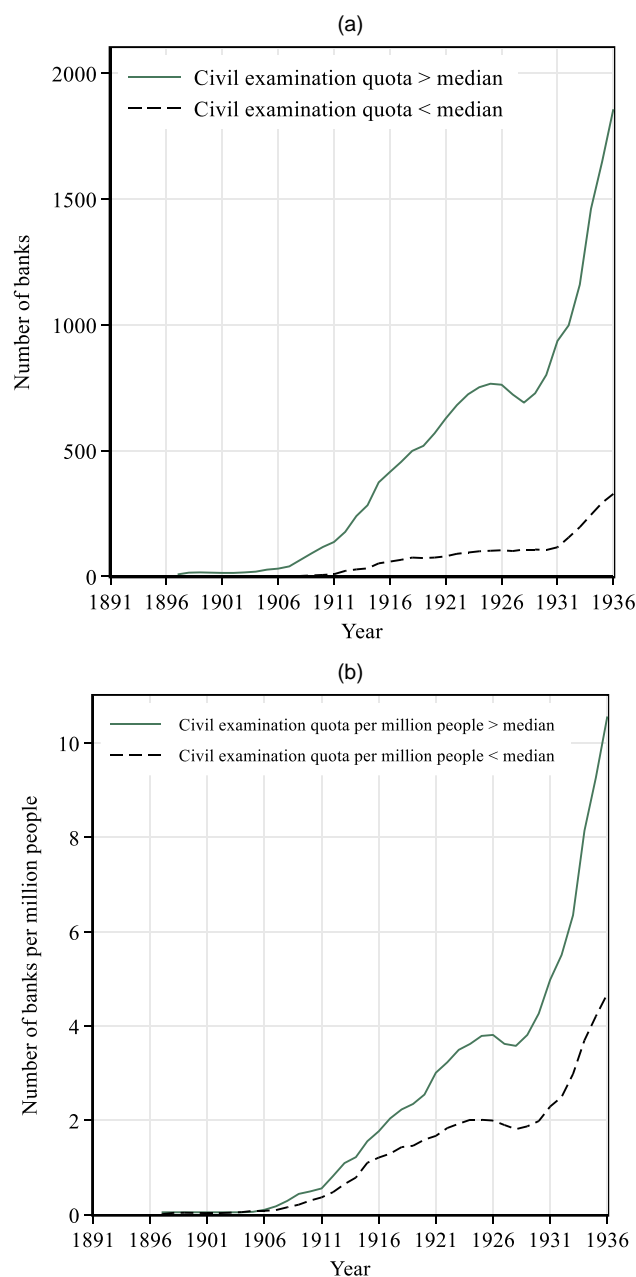 (a)
Civil examination quota > median
Civil examination quota < median
2000
1500
1000
500
0
Number of banks
1891 1896 1901 1906 1911 1916 1921 1926 1931 1936
Year
(b)
Civil examination quota per million people > median
Civil examination quota per million people < median
10
8
6
4
2
0
Number of banks per million people
1891 1896 1901 1906 1911 1916 1921 1926 1931 1936
Year